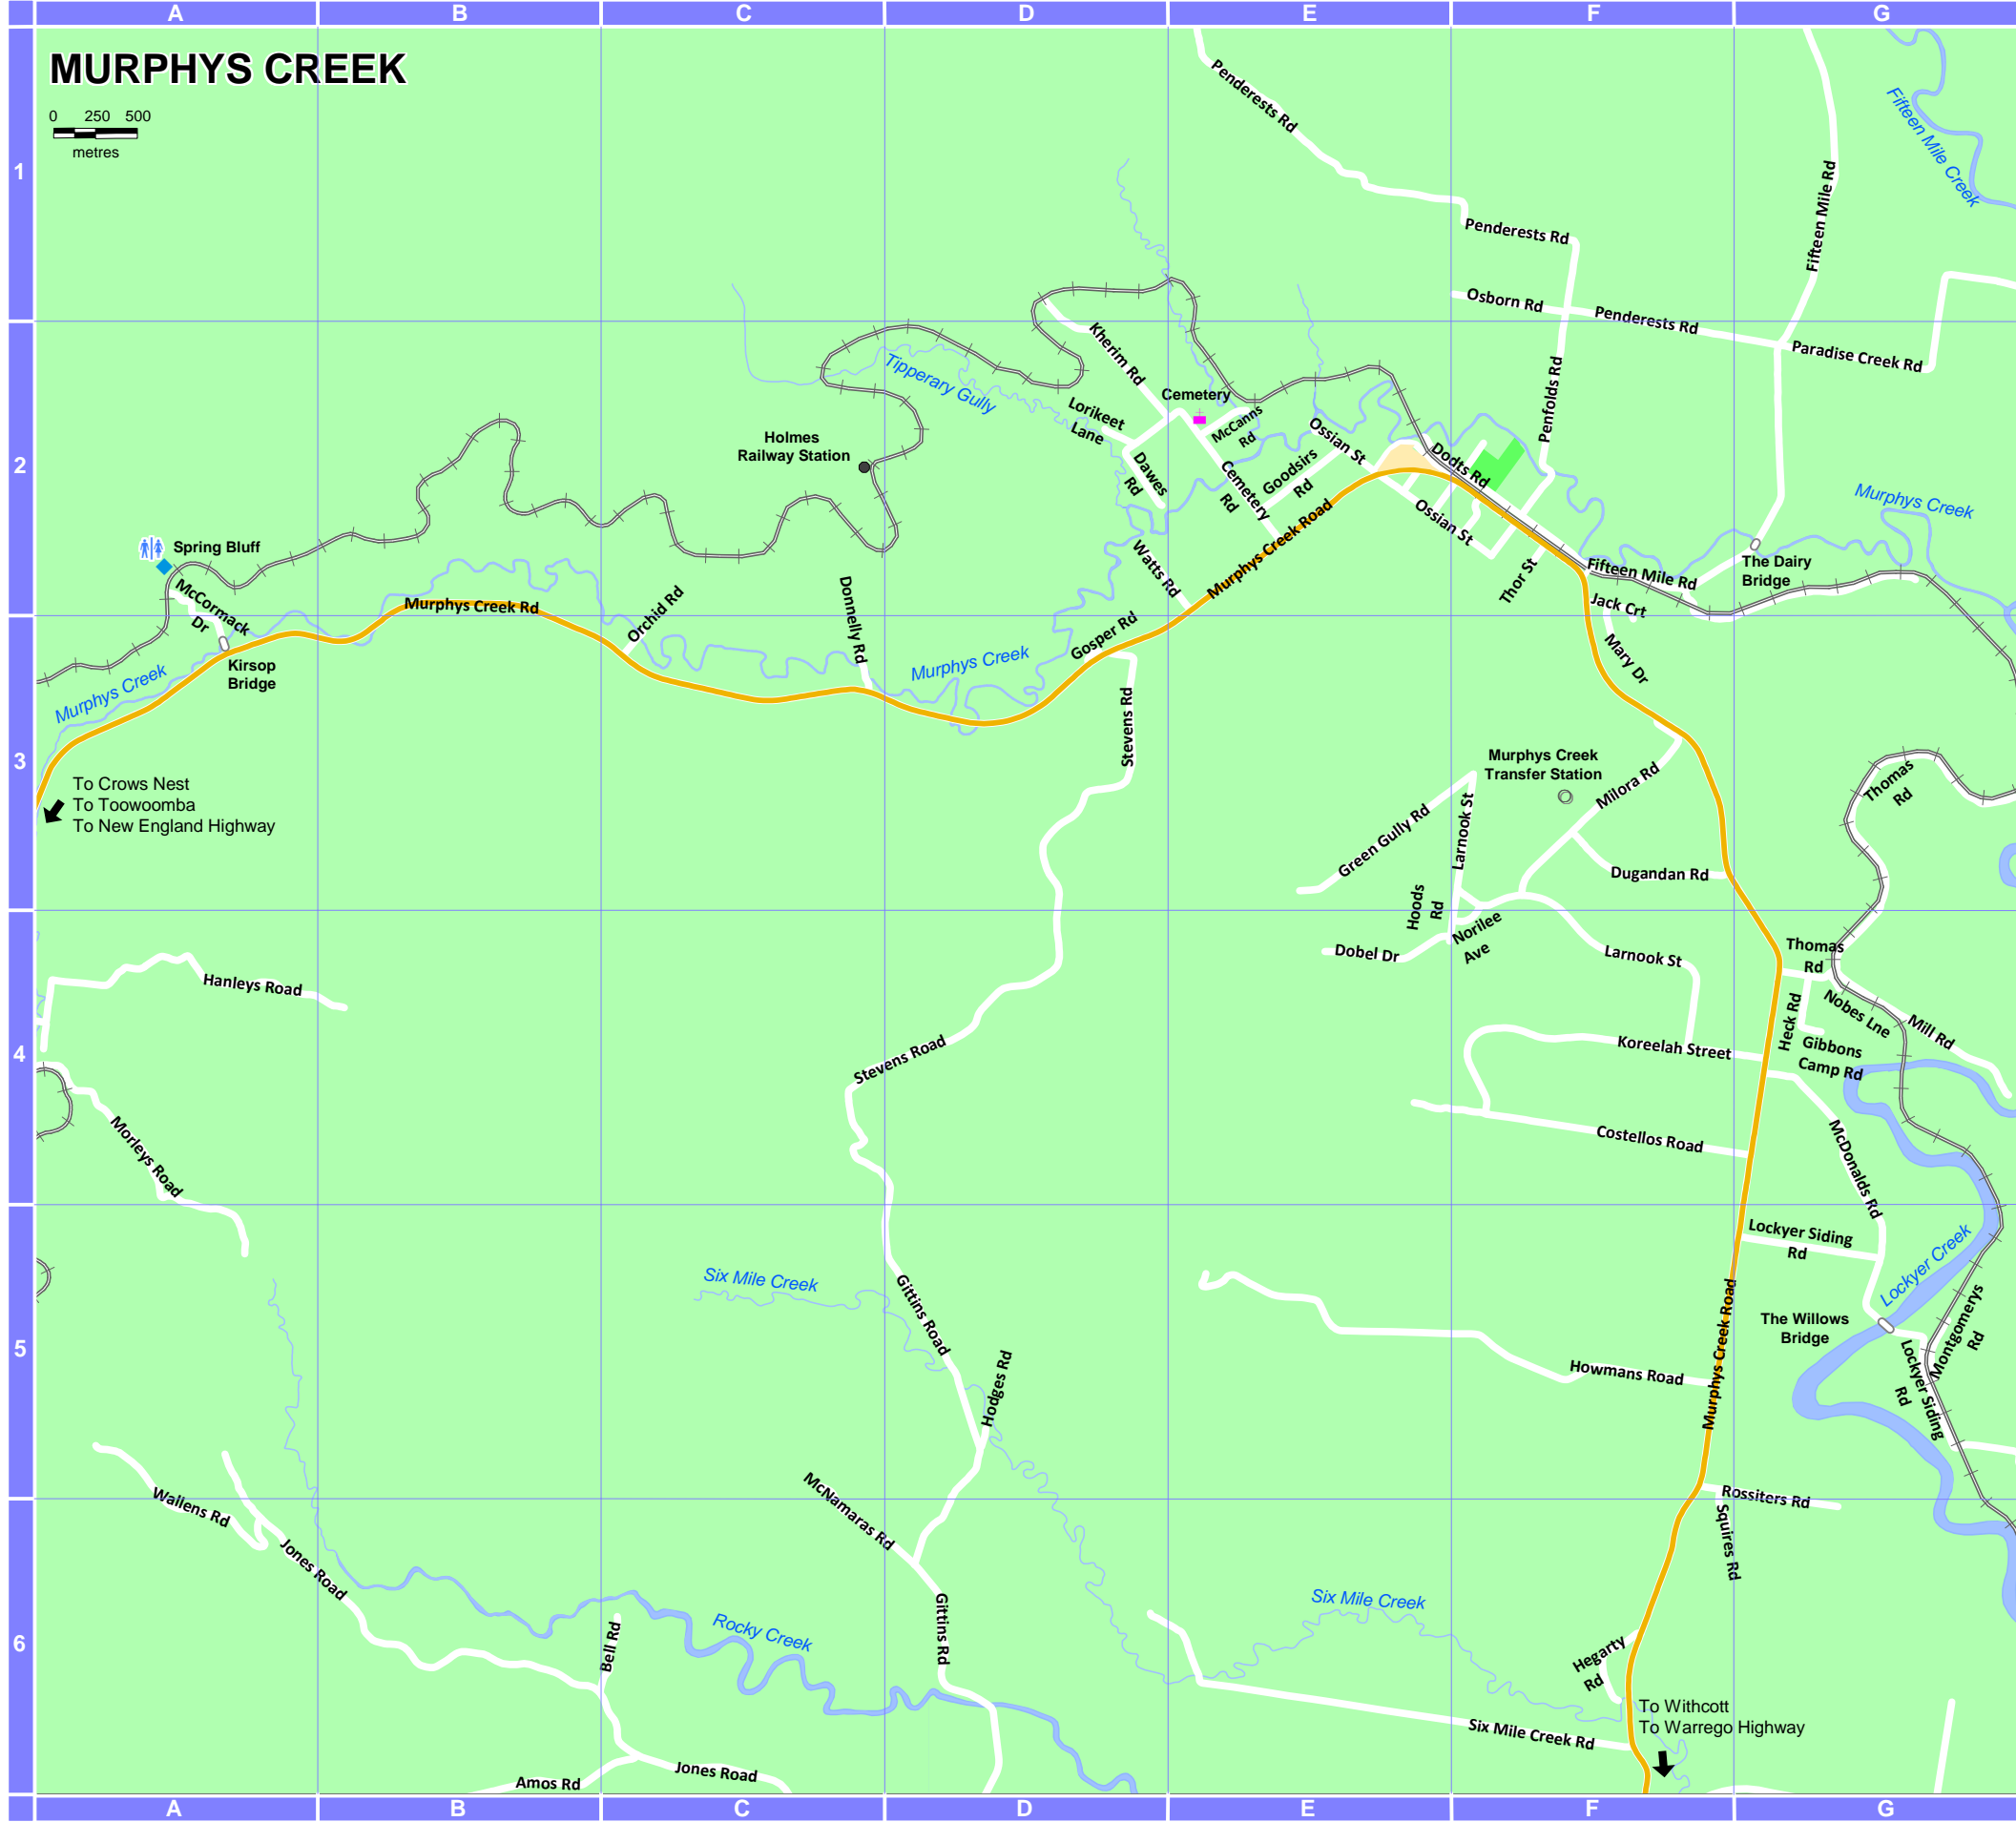 A B C D E F G
MURPHYS CREEK
0 250 500
metres
1
Penderests Rd
Fifteen Mile Creek
Fifteen Mile Rd
Penderests Rd
Osborn Rd
Penderests Rd
Paradise Creek Rd
2
Kherim Rd
Tipperary Gully
Cemetery
Lorikeet
Lane
McCanns
Rd
Penfolds Rd
Holmes
Railway Station
Ossian St
Dodts Rd
Dawes
Rd
Cemetery
Rd
Goodsirs
Rd
Murphys Creek
Ossian St
Murphys Creek Road
Spring Bluff
Watts Rd
Thor St
Fifteen Mile Rd
The Dairy
Bridge
McCormack
Dr
Murphys Creek Rd
Orchid Rd
Donnelly Rd
Jack Crt
3
Gosper Rd
Mary Dr
Kirsop
Bridge
Murphys Creek
Murphys Creek
Stevens Rd
Murphys Creek
Transfer Station
Milora Rd
Thomas
Rd
To Crows Nest
To Toowoomba
To New England Highway
Green Gully Rd
Larnook St
Dugandan Rd
Hoods
Rd
4
Norilee
Ave
Dobel Dr
Larnook St
Thomas
Rd
Hanleys Road
Heck Rd
Nobes Lne
Mill Rd
Stevens Road
Koreelah Street
Gibbons
Camp Rd
Morleys Road
Costellos Road
McDonalds Rd
5
Lockyer Siding
Rd
Lockyer Creek
Six Mile Creek
Gittins Road
The Willows
Bridge
Murphys Creek Road
Montgomerys
Rd
Hodges Rd
Howmans Road
Lockyer Siding
Rd
McNamaras Rd
Wallens Rd
Rossiters Rd
6
Squires Rd
Jones Road
Gittins Rd
Six Mile Creek
Bell Rd
Rocky Creek
Hegarty
Rd
To Withcott
To Warrego Highway
Six Mile Creek Rd
Jones Road
Amos Rd
A B C D E F G